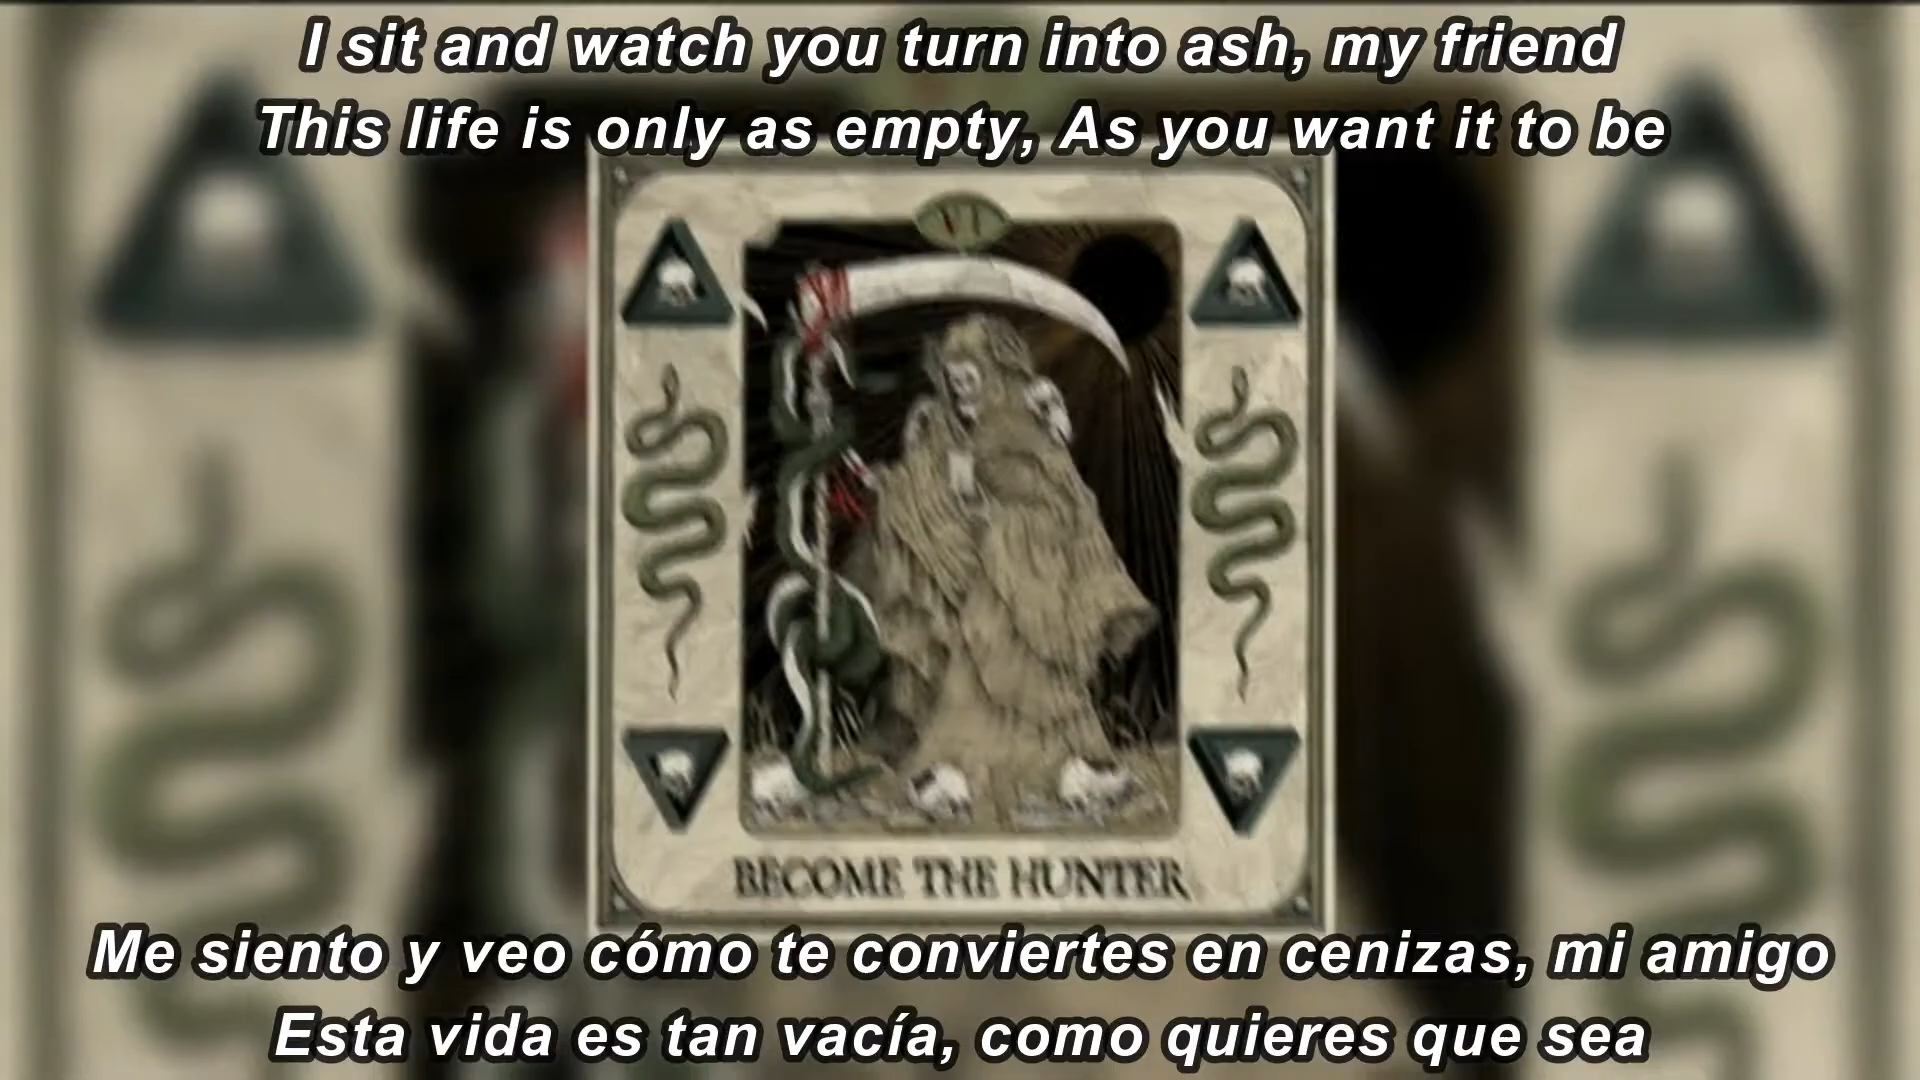 I sit and watch you turn into ash, my friend
This life is only as empty, As you want it to be
VI
BECOME THE HUNTER
Me siento y veo cómo te conviertes en cenizas, mi amigo
Esta vida es tan vacía, como quieres que sea